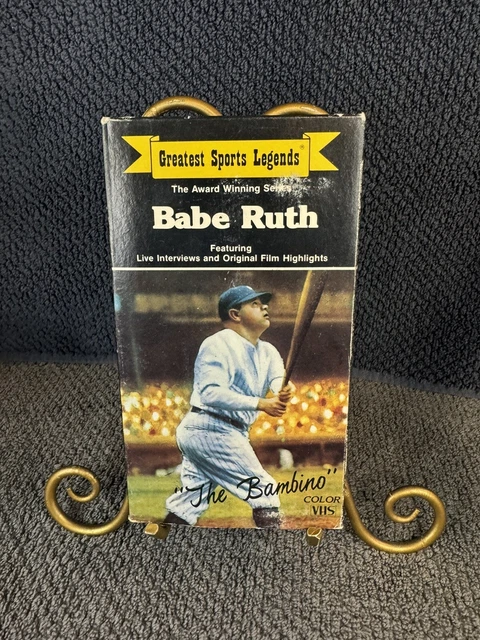 Greatest Sports Legends®
The Award Winning Series
Babe Ruth
Featuring
Live Interviews and Original Film Highlights
"The Bambino"
COLOR
VHS